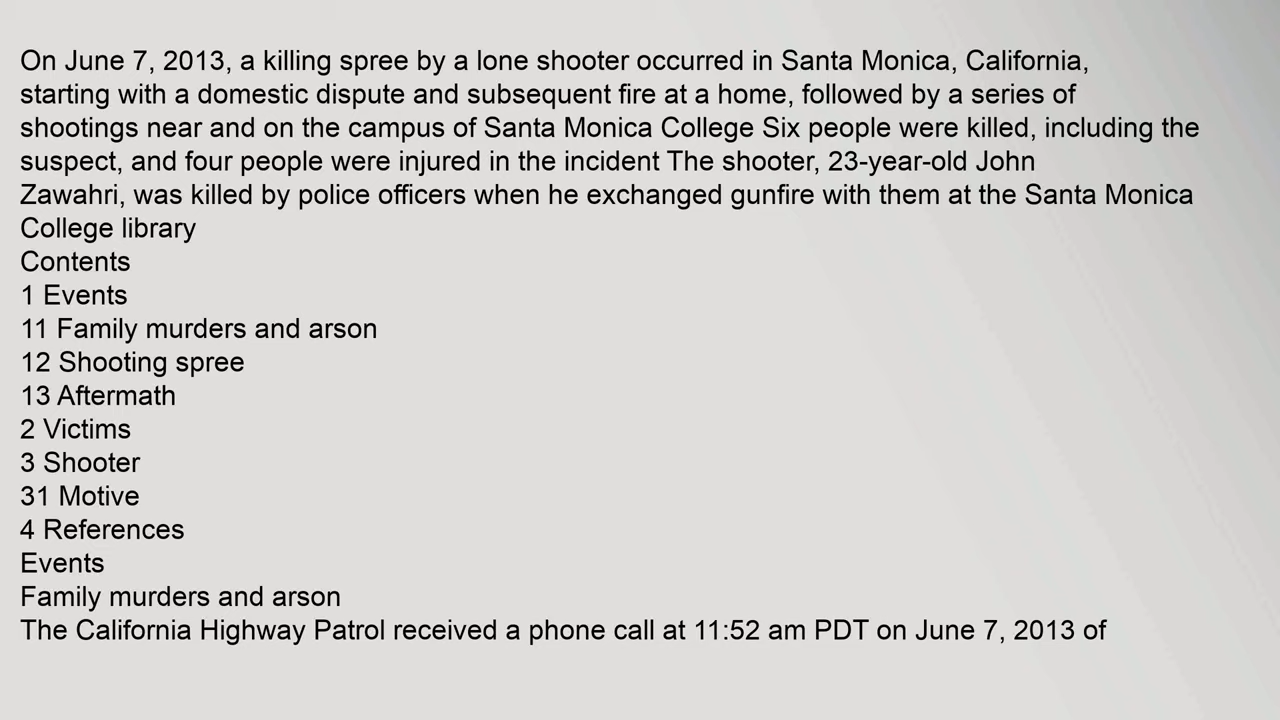 On June 7, 2013, a killing spree by a lone shooter occurred in Santa Monica, California,
starting with a domestic dispute and subsequent fire at a home, followed by a series of
shootings near and on the campus of Santa Monica College Six people were killed, including the
suspect, and four people were injured in the incident The shooter, 23-year-old John
Zawahri, was killed by police officers when he exchanged gunfire with them at the Santa Monica
College library
Contents
1 Events
11 Family murders and arson
12 Shooting spree
13 Aftermath
2 Victims
3 Shooter
31 Motive
4 References
Events
Family murders and arson
The California Highway Patrol received a phone call at 11:52 am PDT on June 7, 2013 of